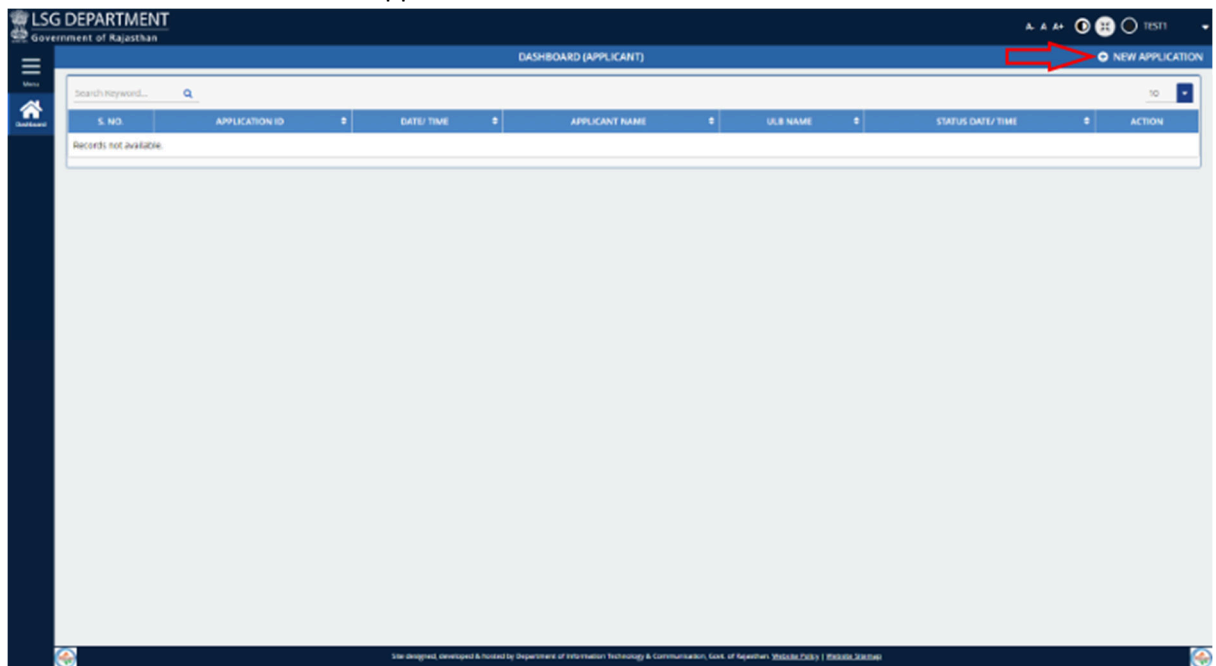 LSG DEPARTMENT
Government of Rajasthan
A- A A+ TEST1
Menu
Dashboard
DASHBOARD (APPLICANT)
NEW APPLICATION
Search Keyword...
10
S. NO. APPLICATION ID DATE/ TIME APPLICANT NAME ULB NAME STATUS DATE/ TIME ACTION
Records not available.
Site designed, developed & hosted by Department of Information Technology & Communication, Govt. of Rajasthan. Website Policy | Website Sitemap